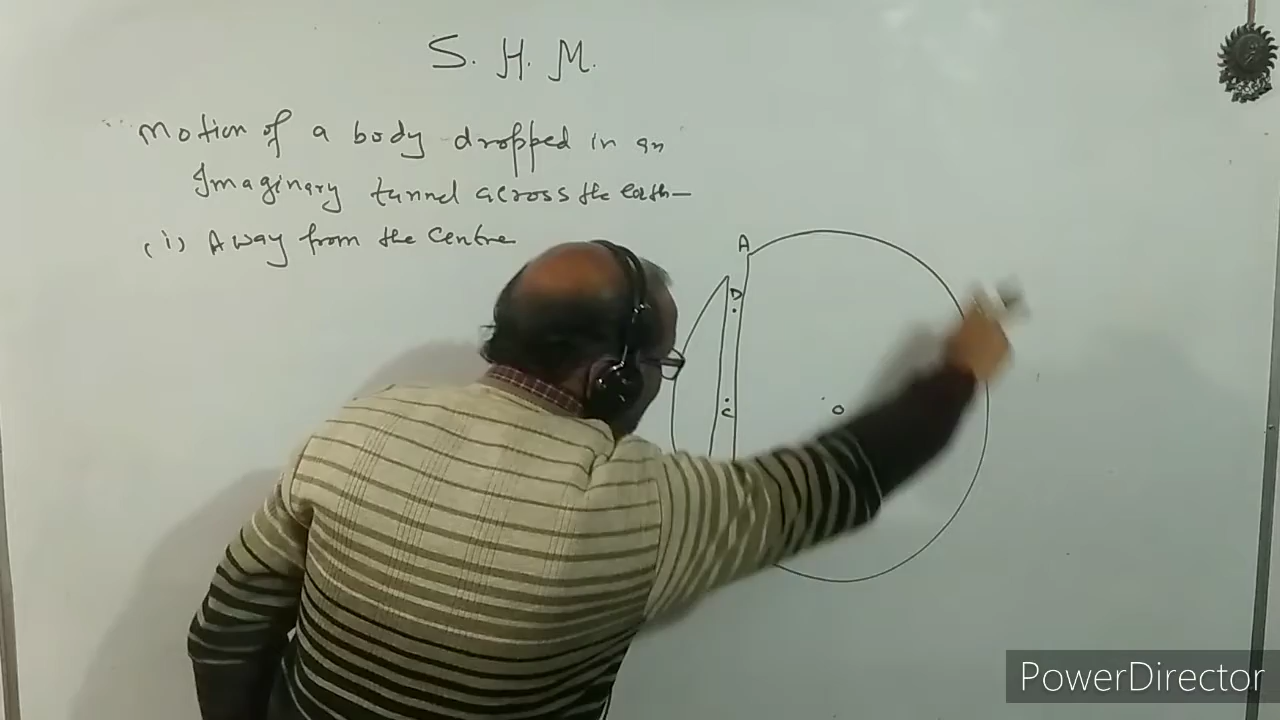 S. H. M.
Motion of a body dropped in an
Imaginary tunnel across the earth—
(i) Away from the Centre
A
D
C
O
PowerDirector